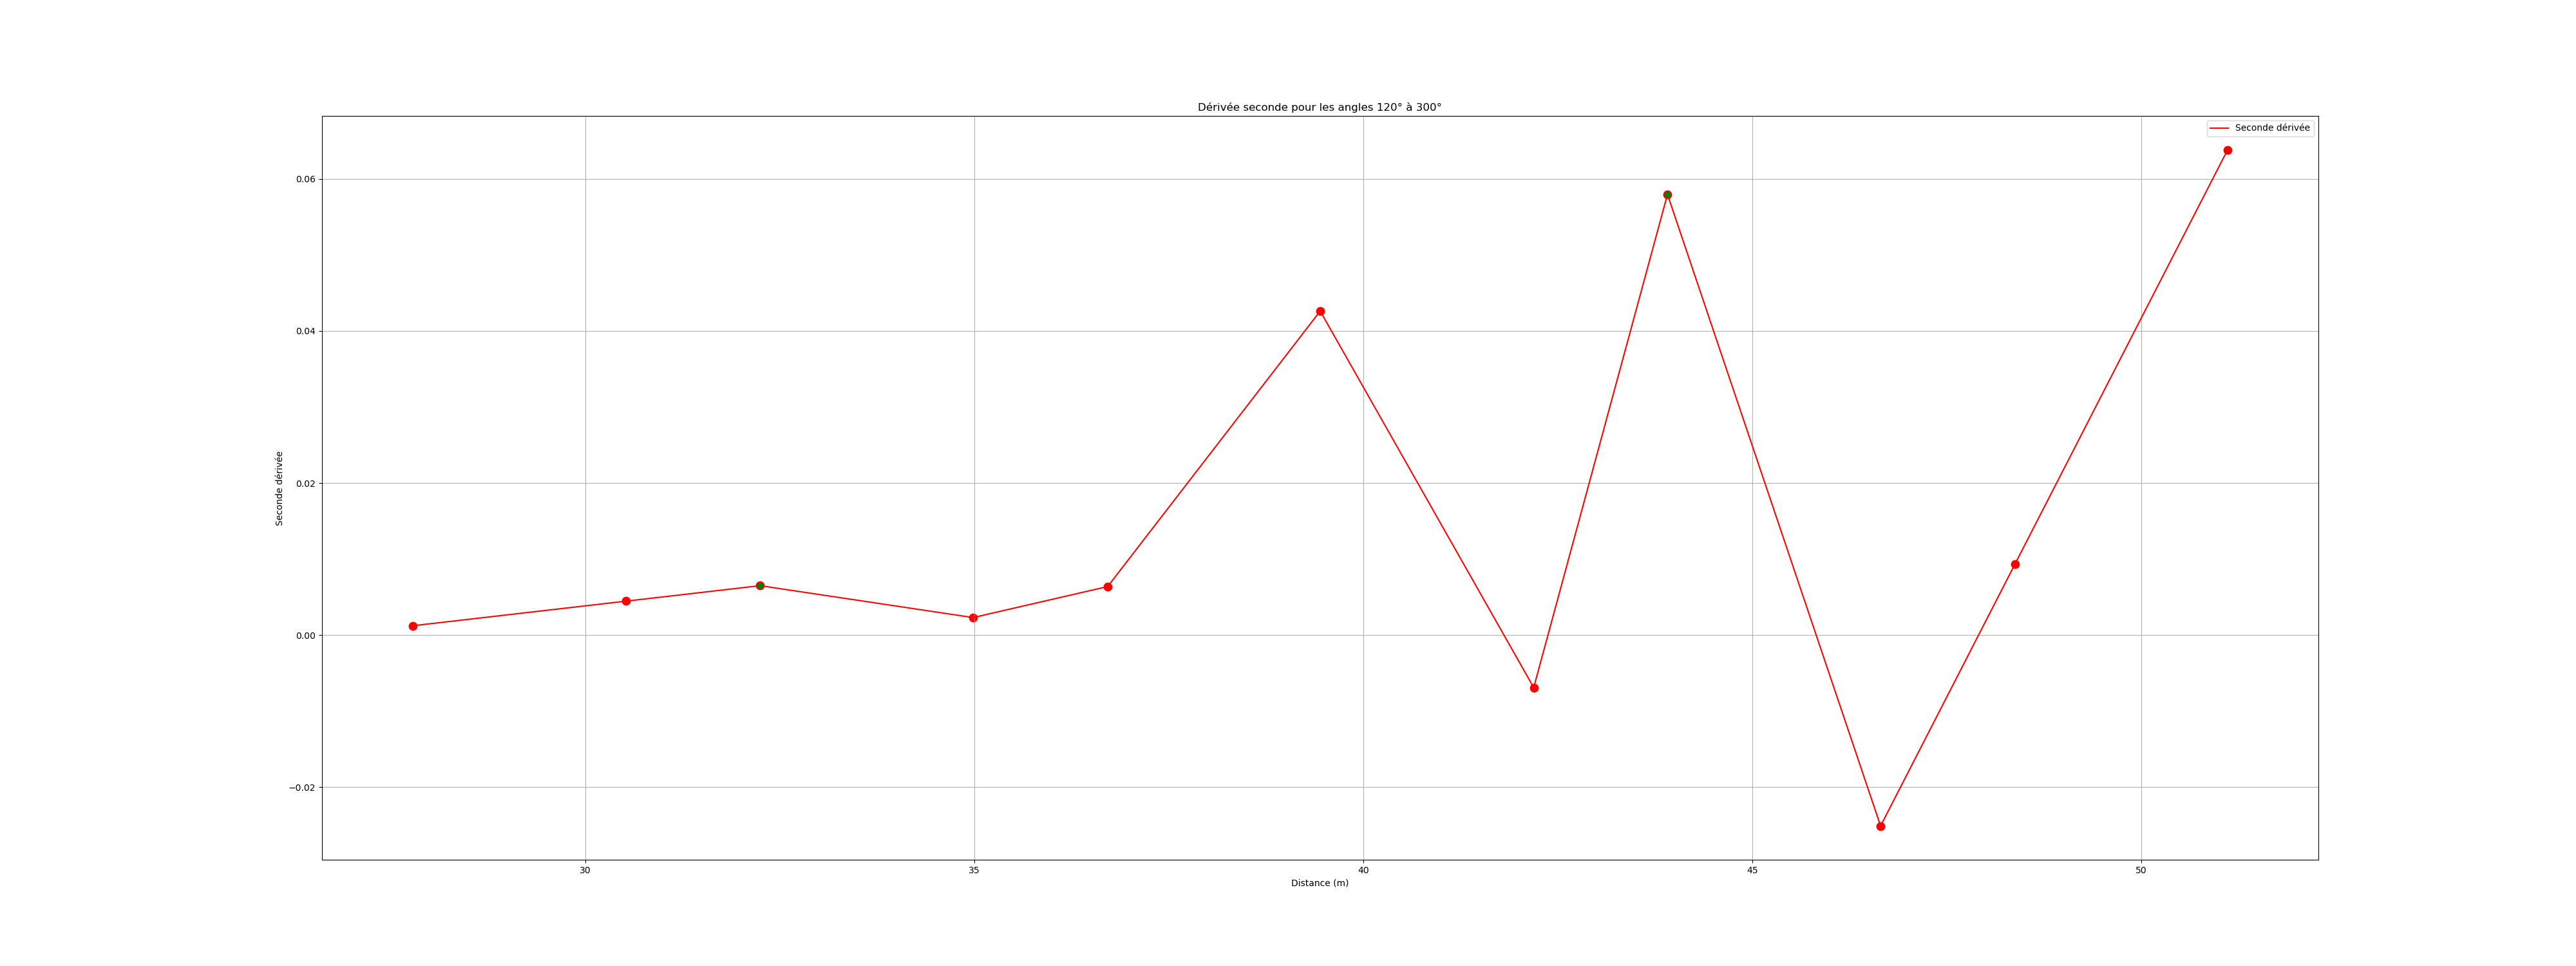 Dérivée seconde pour les angles 120° à 300°
Seconde dérivée
0.06
0.04
0.02
0.00
−0.02
Seconde dérivée
30
35
40
45
50
Distance (m)